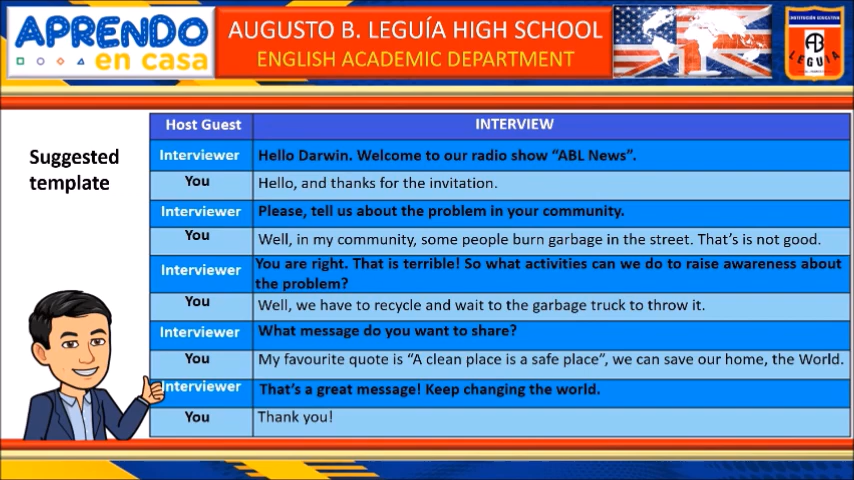 APRENDO
en casa
AUGUSTO B. LEGUÍA HIGH SCHOOL
ENGLISH ACADEMIC DEPARTMENT
INSTITUCIÓN EDUCATIVA
AB
LEGUIA
Suggested
template
Host Guest INTERVIEW
Interviewer Hello Darwin. Welcome to our radio show “ABL News”.
You Hello, and thanks for the invitation.
Interviewer Please, tell us about the problem in your community.
You Well, in my community, some people burn garbage in the street. That’s is not good.
Interviewer You are right. That is terrible! So what activities can we do to raise awareness about
the problem?
You Well, we have to recycle and wait to the garbage truck to throw it.
Interviewer What message do you want to share?
You My favourite quote is “A clean place is a safe place”, we can save our home, the World.
Interviewer That’s a great message! Keep changing the world.
You Thank you!